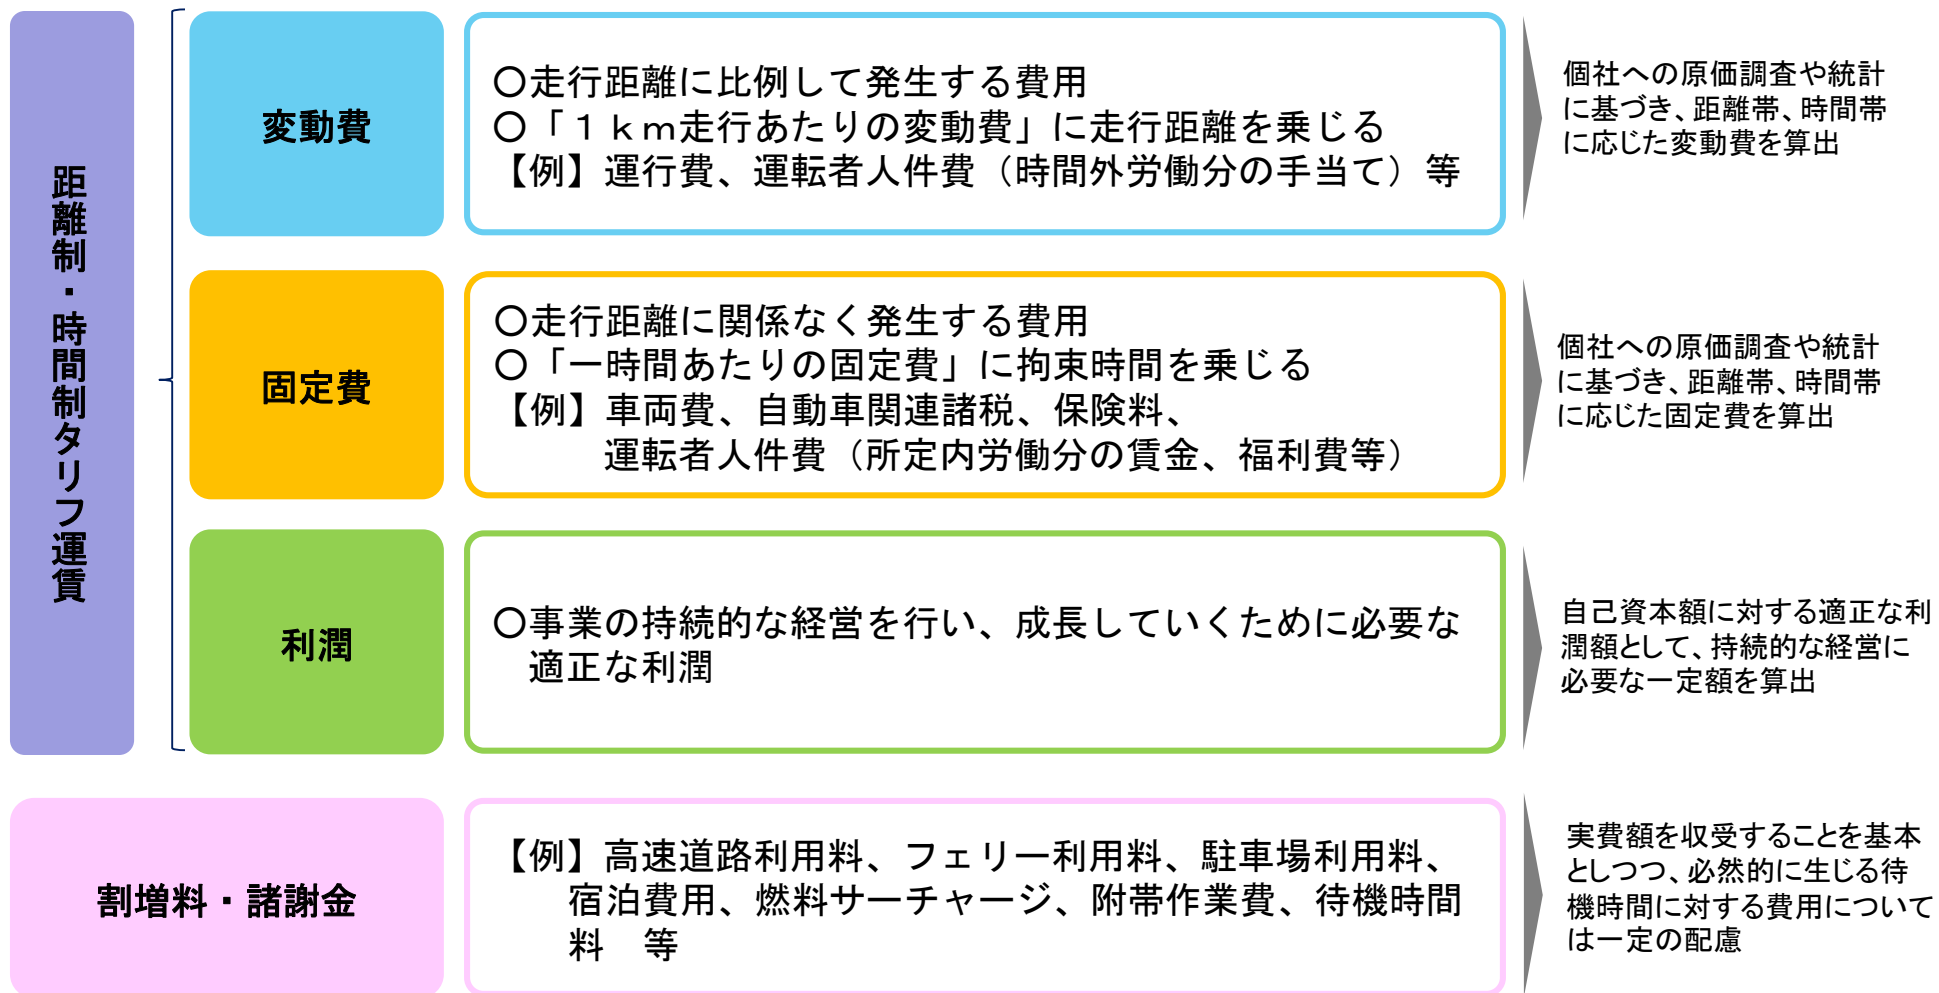 距離制・時間制タリフ運賃
変動費
〇走行距離に比例して発生する費用
〇「１ｋｍ走行あたりの変動費」に走行距離を乗じる
【例】運行費、運転者人件費（時間外労働分の手当て）等
個社への原価調査や統計
に基づき、距離帯、時間帯
に応じた変動費を算出
固定費
〇走行距離に関係なく発生する費用
〇「一時間あたりの固定費」に拘束時間を乗じる
【例】車両費、自動車関連諸税、保険料、
運転者人件費（所定内労働分の賃金、福利費等）
個社への原価調査や統計
に基づき、距離帯、時間帯
に応じた固定費を算出
利潤
〇事業の持続的な経営を行い、成長していくために必要な
適正な利潤
自己資本額に対する適正な利
潤額として、持続的な経営に
必要な一定額を算出
割増料・諸謝金
【例】高速道路利用料、フェリー利用料、駐車場利用料、
宿泊費用、燃料サーチャージ、附帯作業費、待機時間
料　等
実費額を収受することを基本
としつつ、必然的に生じる待
機時間に対する費用について
は一定の配慮